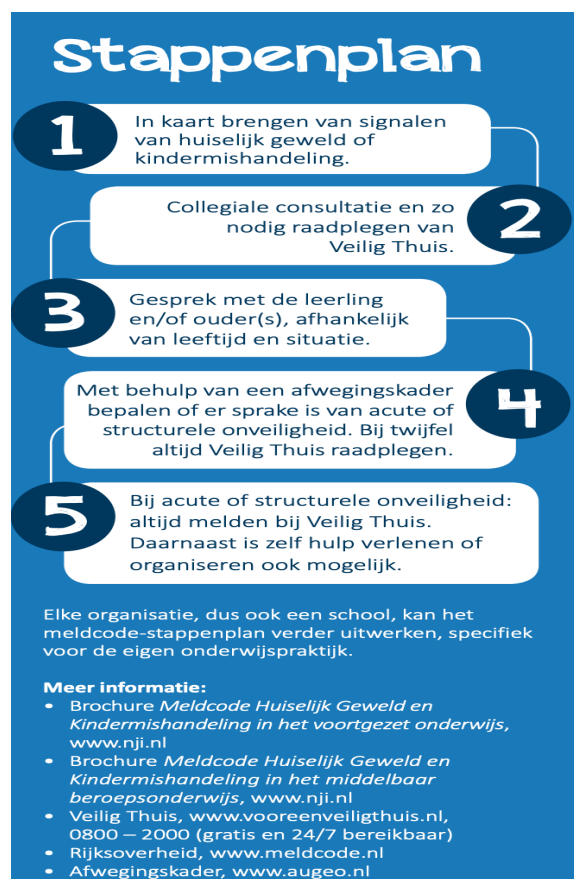 Stappenplan
1
In kaart brengen van signalen
van huiselijk geweld of
kindermishandeling.
Collegiale consultatie en zo
nodig raadplegen van
Veilig Thuis.
2
3
Gesprek met de leerling
en/of ouder(s), afhankelijk
van leeftijd en situatie.
Met behulp van een afwegingskader
bepalen of er sprake is van acute of
structurele onveiligheid. Bij twijfel
altijd Veilig Thuis raadplegen.
4
5
Bij acute of structurele onveiligheid:
altijd melden bij Veilig Thuis.
Daarnaast is zelf hulp verlenen of
organiseren ook mogelijk.
Elke organisatie, dus ook een school, kan het
meldcode-stappenplan verder uitwerken, specifiek
voor de eigen onderwijspraktijk.
Meer informatie:
• Brochure Meldcode Huiselijk Geweld en
Kindermishandeling in het voortgezet onderwijs,
www.nji.nl
• Brochure Meldcode Huiselijk Geweld en
Kindermishandeling in het middelbaar
beroepsonderwijs, www.nji.nl
• Veilig Thuis, www.vooreenveiligthuis.nl,
0800 – 2000 (gratis en 24/7 bereikbaar)
• Rijksoverheid, www.meldcode.nl
• Afwegingskader, www.augeo.nl